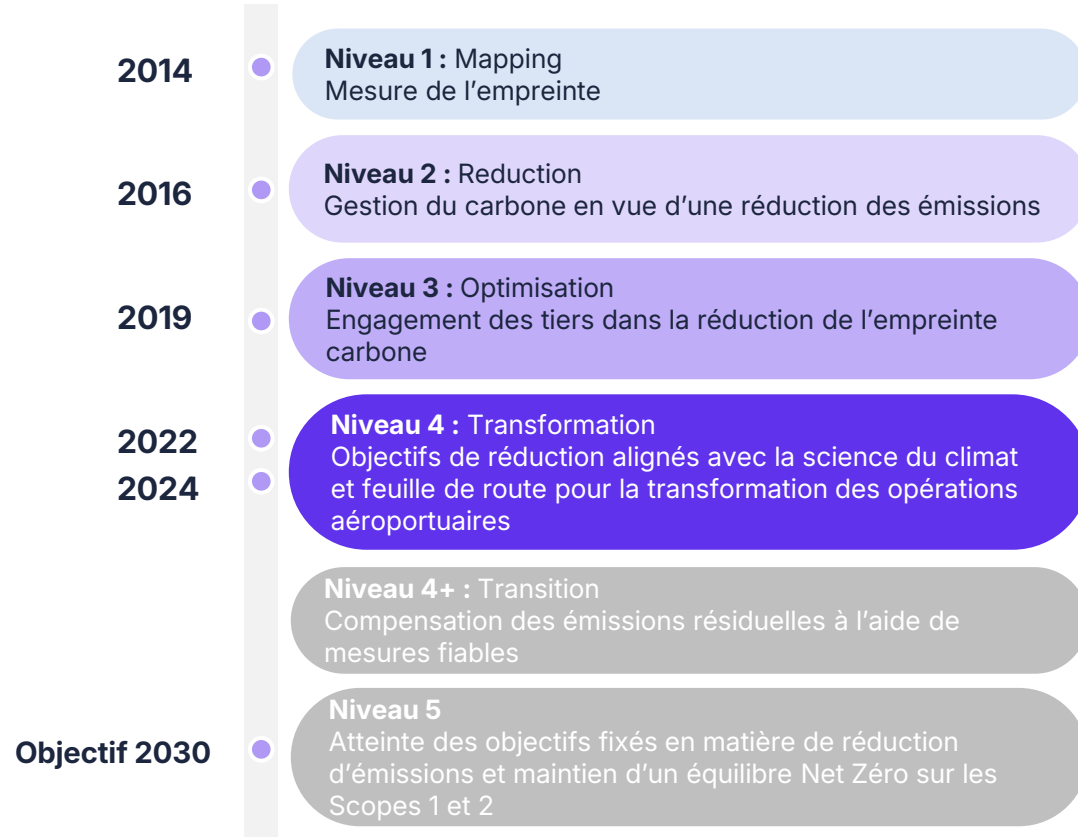 2014
Niveau 1 : Mapping
Mesure de l’empreinte
2016
Niveau 2 : Reduction
Gestion du carbone en vue d’une réduction des émissions
2019
Niveau 3 : Optimisation
Engagement des tiers dans la réduction de l’empreinte
carbone
2022
2024
Niveau 4 : Transformation
Objectifs de réduction alignés avec la science du climat
et feuille de route pour la transformation des opérations
aéroportuaires
Niveau 4+ : Transition
Compensation des émissions résiduelles à l’aide de
mesures fiables
Objectif 2030
Niveau 5
Atteinte des objectifs fixés en matière de réduction
d’émissions et maintien d’un équilibre Net Zéro sur les
Scopes 1 et 2